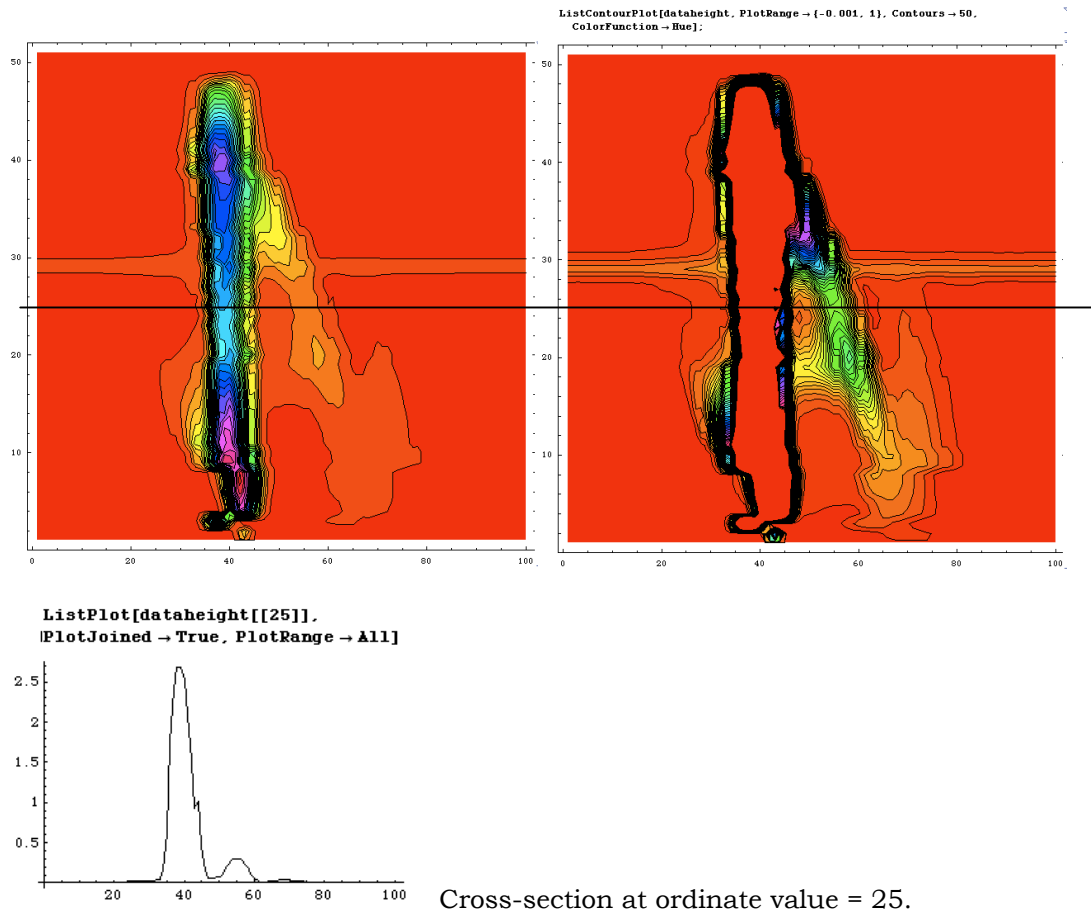 ListContourPlot[dataheight, PlotRange → {-0.001, 1}, Contours → 50,
ColorFunction → Hue];
50
40
30
20
10
0 20 40 60 80 100
50
40
30
20
10
0 20 40 60 80 100
ListPlot[dataheight[[25]],
PlotJoined → True, PlotRange → All]
2.5
2
1.5
1
0.5
20 40 60 80 100
Cross-section at ordinate value = 25.